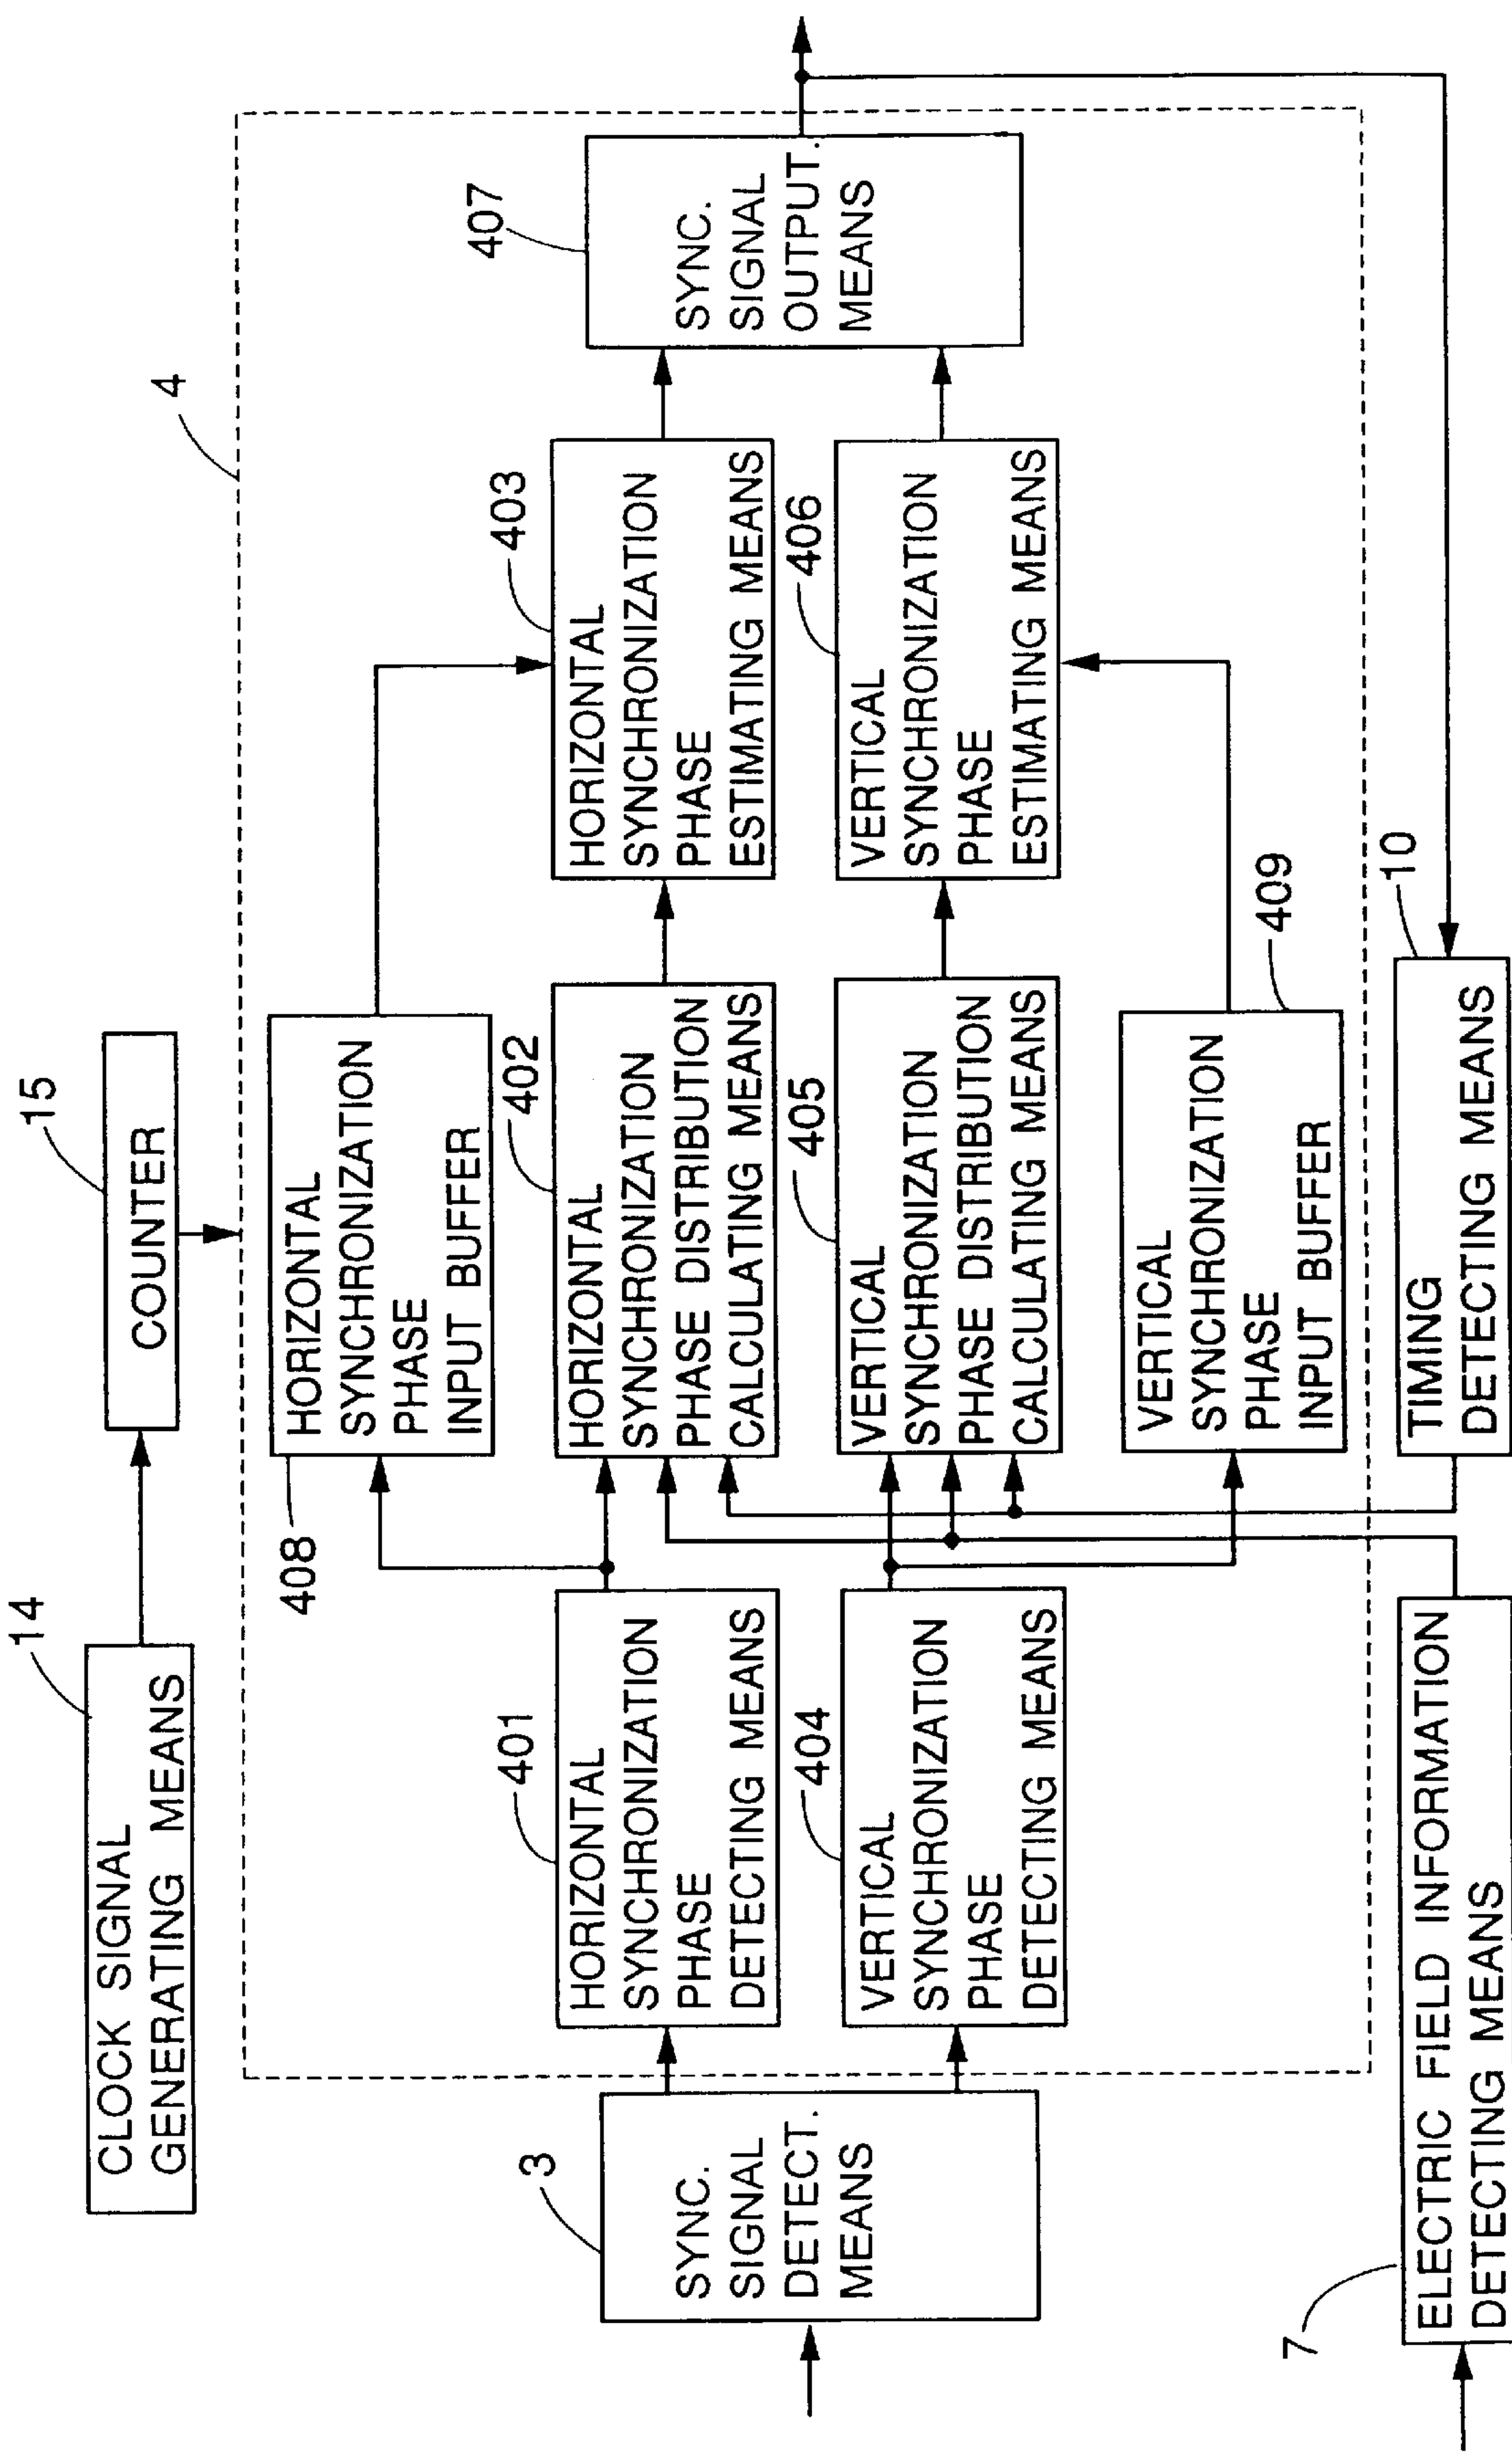 14
CLOCK SIGNAL
GENERATING MEANS
15
COUNTER
4
3
SYNC.
SIGNAL
DETECT.
MEANS
401
HORIZONTAL
SYNCHRONIZATION
PHASE
DETECTING MEANS
404
VERTICAL
SYNCHRONIZATION
PHASE
DETECTING MEANS
408
HORIZONTAL
SYNCHRONIZATION
PHASE
INPUT BUFFER
402
HORIZONTAL
SYNCHRONIZATION
PHASE DISTRIBUTION
CALCULATING MEANS
405
VERTICAL
SYNCHRONIZATION
PHASE DISTRIBUTION
CALCULATING MEANS
409
VERTICAL
SYNCHRONIZATION
PHASE
INPUT BUFFER
403
HORIZONTAL
SYNCHRONIZATION
PHASE
ESTIMATING MEANS
406
VERTICAL
SYNCHRONIZATION
PHASE
ESTIMATING MEANS
407
SYNC.
SIGNAL
OUTPUT.
MEANS
7
ELECTRIC FIELD INFORMATION
DETECTING MEANS
10
TIMING
DETECTING MEANS